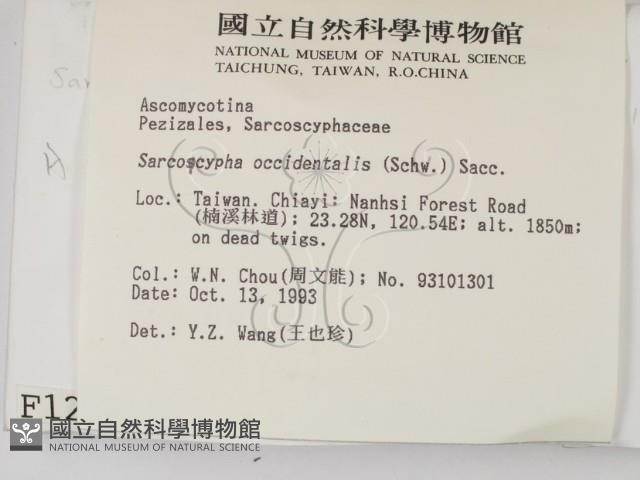 國立自然科學博物館
NATIONAL MUSEUM OF NATURAL SCIENCE
TAICHUNG, TAIWAN, R.O.CHINA
Ascomycotina
Pezizales, Sarcoscyphaceae
Sarcoscypha occidentalis (Schw.) Sacc.
Loc.: Taiwan. Chiayi: Nanhsi Forest Road
(楠溪林道); 23.28N, 120.54E; alt. 1850m;
on dead twigs.
Col.: W.N. Chou(周文能); No. 93101301
Date: Oct. 13, 1993
Det.: Y.Z. Wang(王也珍)
F12
國立自然科學博物館
NATIONAL MUSEUM OF NATURAL SCIENCE